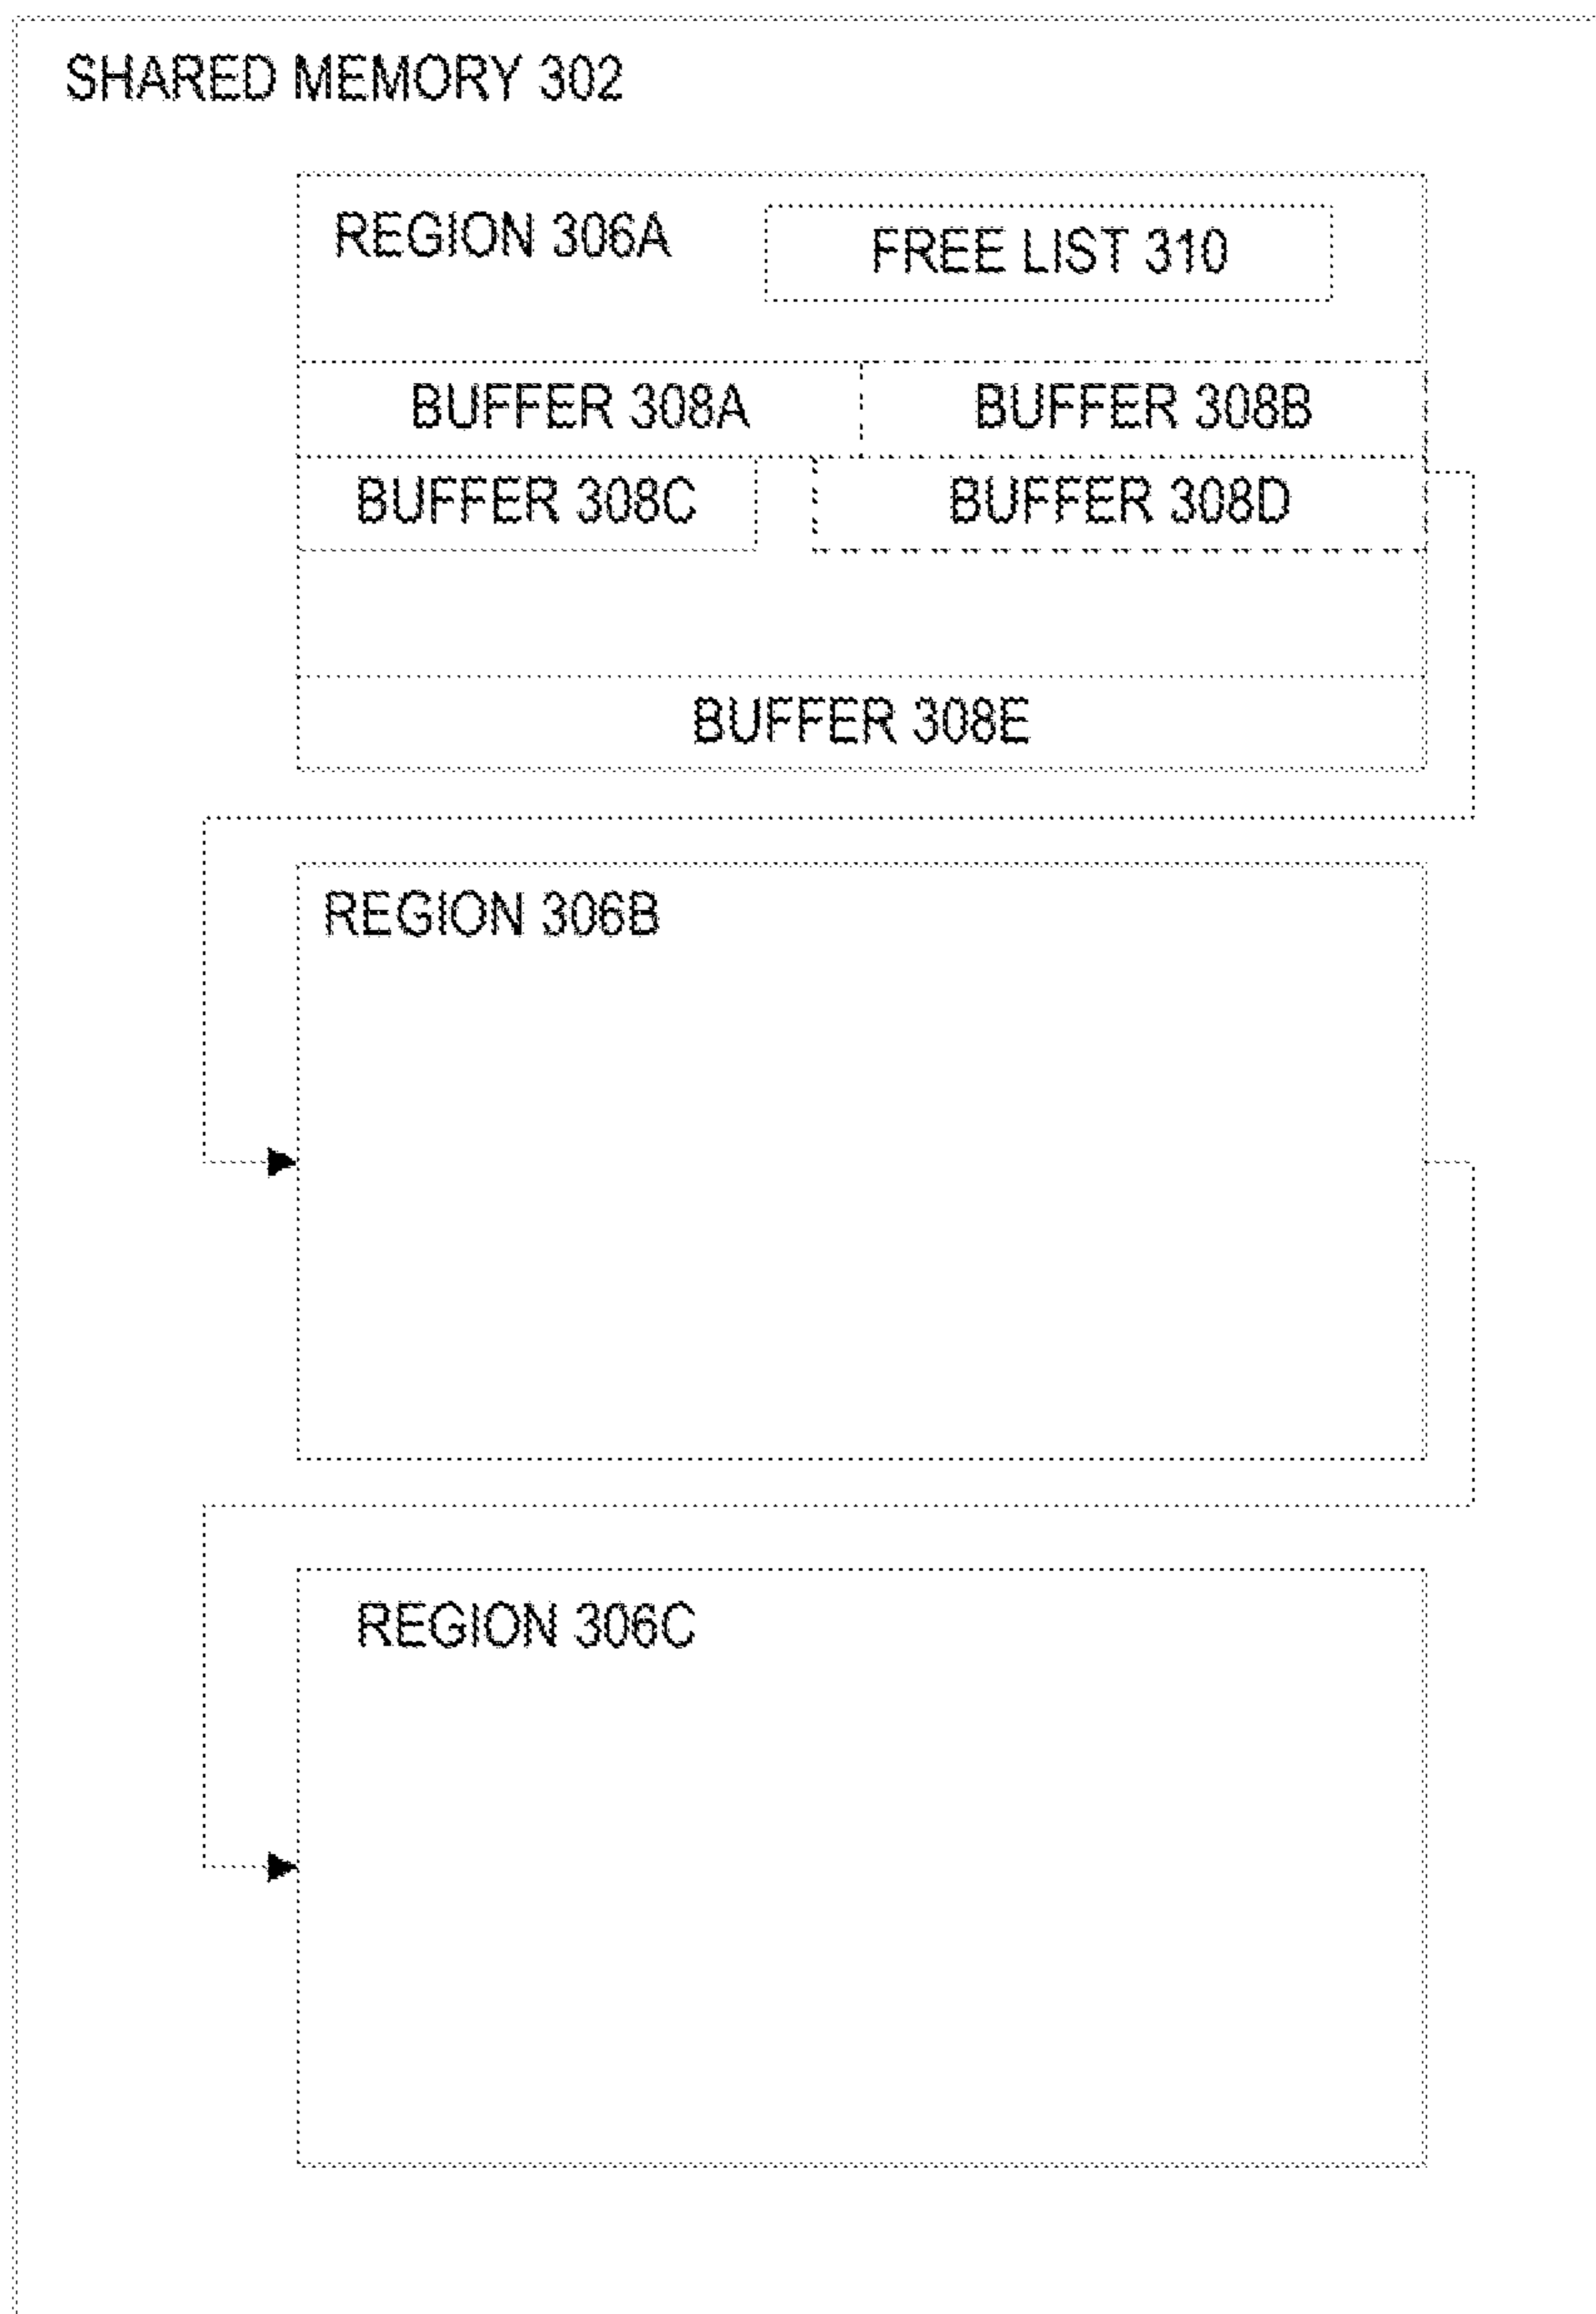 SHARED MEMORY 302
REGION 306A
FREE LIST 310
BUFFER 308A
BUFFER 308B
BUFFER 308C
BUFFER 308D
BUFFER 308E
REGION 306B
REGION 306C